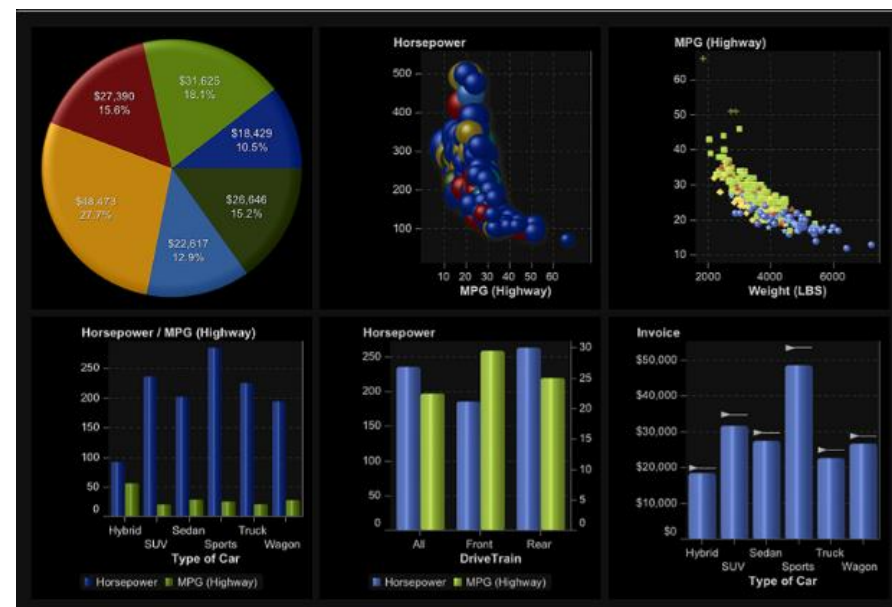 $31,625
18.1%
$27,390
15.6%
$18,429
10.5%
$26,646
15.2%
$48,473
27.7%
$22,617
12.9%
Horsepower
500
400
300
200
100
10 20 30 40 50 60
MPG (Highway)
MPG (Highway)
60
50
40
30
20
10
2000 4000 6000
Weight (LBS)
Horsepower / MPG (Highway)
250
200
150
100
50
0
Hybrid Sedan Truck
SUV Sports Wagon
Type of Car
Horsepower MPG (Highway)
Horsepower
250
200
150
100
50
0
30
25
20
15
10
5
0
All Front Rear
DriveTrain
Horsepower MPG (Highway)
Invoice
$50,000
$40,000
$30,000
$20,000
$10,000
$0
Hybrid Sedan Truck
SUV Sports Wagon
Type of Car